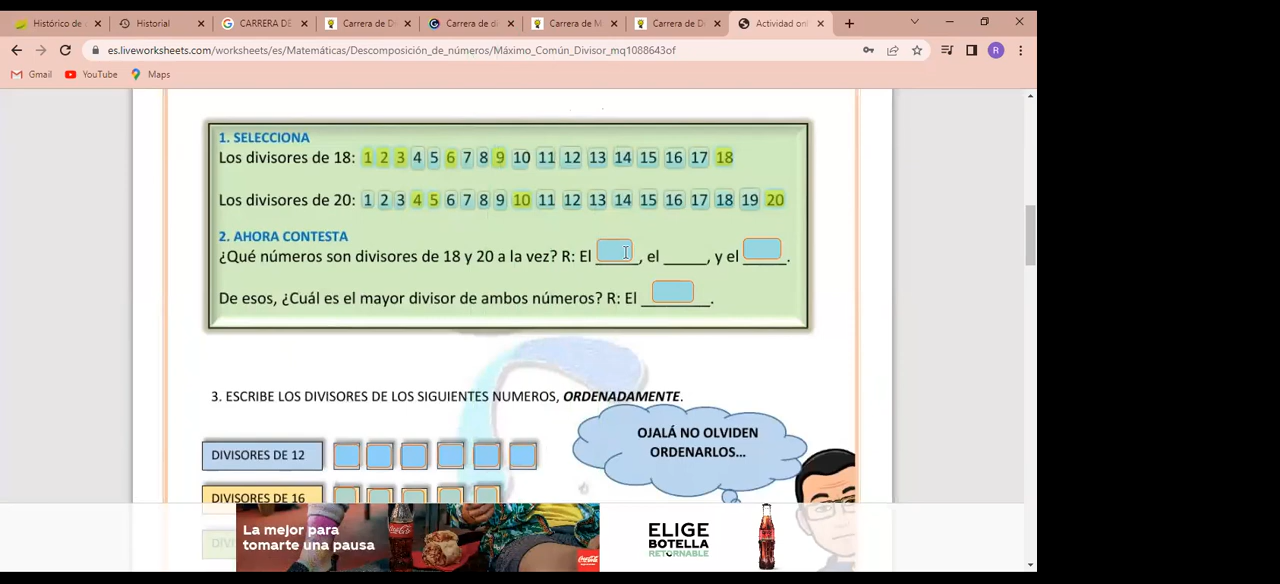 Histórico de c
Historial
CARRERA DE
Carrera de D
Carrera de di
Carrera de M
Carrera de D
Actividad onl
es.liveworksheets.com/worksheets/es/Matemáticas/Descomposición_de_números/Máximo_Común_Divisor_mq1088643of
R
Gmail YouTube Maps
1. SELECCIONA
Los divisores de 18: 1 2 3 4 5 6 7 8 9 10 11 12 13 14 15 16 17 18
Los divisores de 20: 1 2 3 4 5 6 7 8 9 10 11 12 13 14 15 16 17 18 19 20
2. AHORA CONTESTA
¿Qué números son divisores de 18 y 20 a la vez? R: El _____, el _____, y el _____.
De esos, ¿Cuál es el mayor divisor de ambos números? R: El ________.
3. ESCRIBE LOS DIVISORES DE LOS SIGUIENTES NUMEROS, ORDENADAMENTE.
OJALÁ NO OLVIDEN
ORDENARLOS...
DIVISORES DE 12
DIVISORES DE 16
La mejor para
tomarte una pausa
Coca-Cola
ELIGE
BOTELLA
RETORNABLE